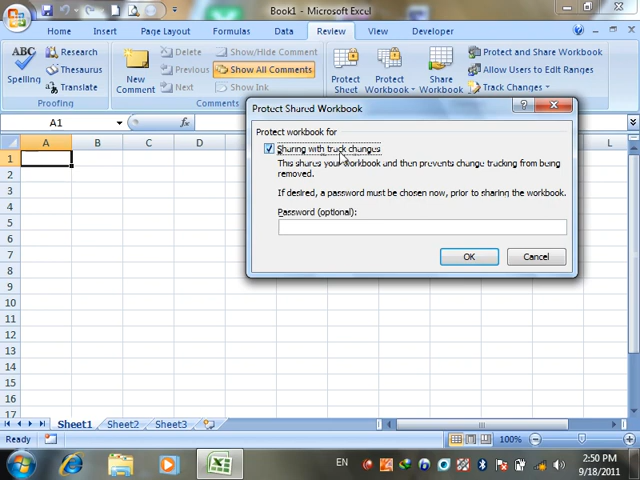 Book1 - Microsoft Excel
Home Insert Page Layout Formulas Data Review View Developer
ABC Research Delete Show/Hide Comment Protect and Share Workbook
Thesaurus Previous Show All Comments Allow Users to Edit Ranges
Spelling Translate New Comment Next Show Ink Protect Sheet Protect Workbook Share Workbook Track Changes
Proofing Comments
Protect Shared Workbook
A1 fx
Protect workbook for
A B C D L
Sharing with track changes
This shares your workbook and then prevents change tracking from being
removed.
If desired, a password must be chosen now, prior to sharing the workbook.
Password (optional):
OK Cancel
1
2
3
4
5
6
7
8
9
10
11
12
13
14
15
16
17
Sheet1 Sheet2 Sheet3
Ready 100%
EN 2:50 PM
9/18/2011